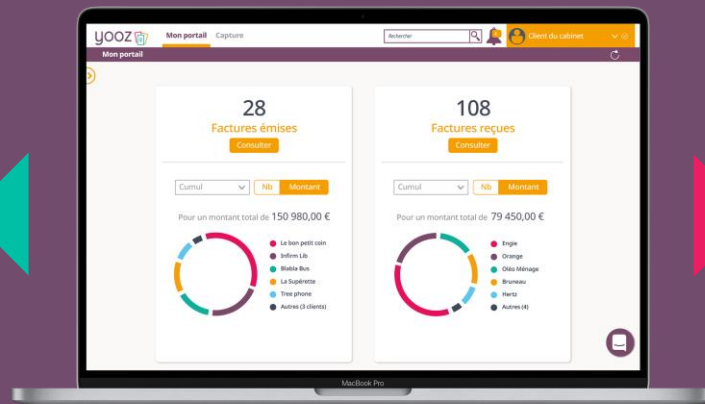 yooz
Mon portail Capture
Rechercher
Client du cabinet
Mon portail
28
Factures émises
Consulter
Cumul Nb Montant
Pour un montant total de 150 980,00 €
Le bon petit coin
Infirm Lib
Blabla Bus
La Supérette
Tree phone
Autres (3 clients)
108
Factures reçues
Consulter
Cumul Nb Montant
Pour un montant total de 79 450,00 €
Engie
Orange
Oléo Ménage
Bruneau
Hertz
Autres (4)
MacBook Pro